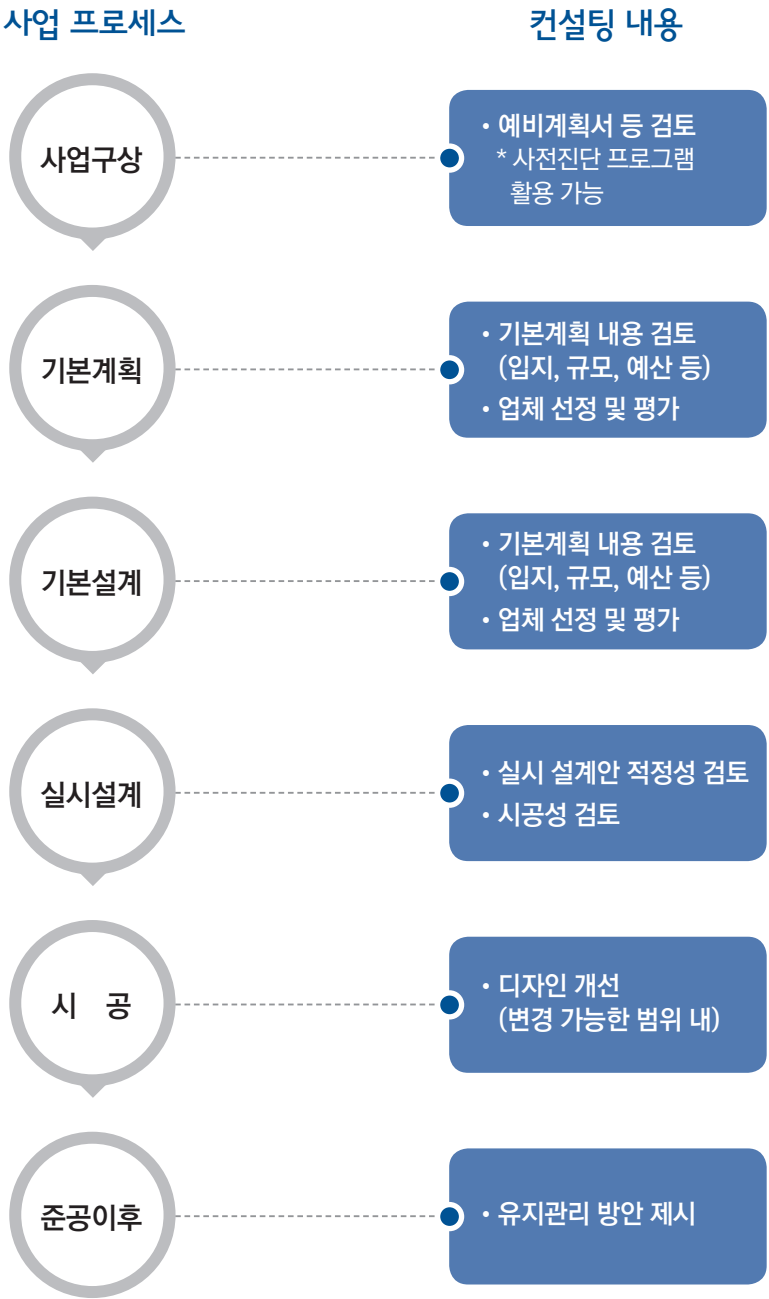 사업 프로세스
컨설팅 내용
사업구상
• 예비계획서 등 검토
* 사전진단 프로그램
활용 가능
기본계획
• 기본계획 내용 검토
(입지, 규모, 예산 등)
• 업체 선정 및 평가
기본설계
• 기본계획 내용 검토
(입지, 규모, 예산 등)
• 업체 선정 및 평가
실시설계
• 실시 설계안 적정성 검토
• 시공성 검토
시 공
• 디자인 개선
(변경 가능한 범위 내)
준공이후
• 유지관리 방안 제시